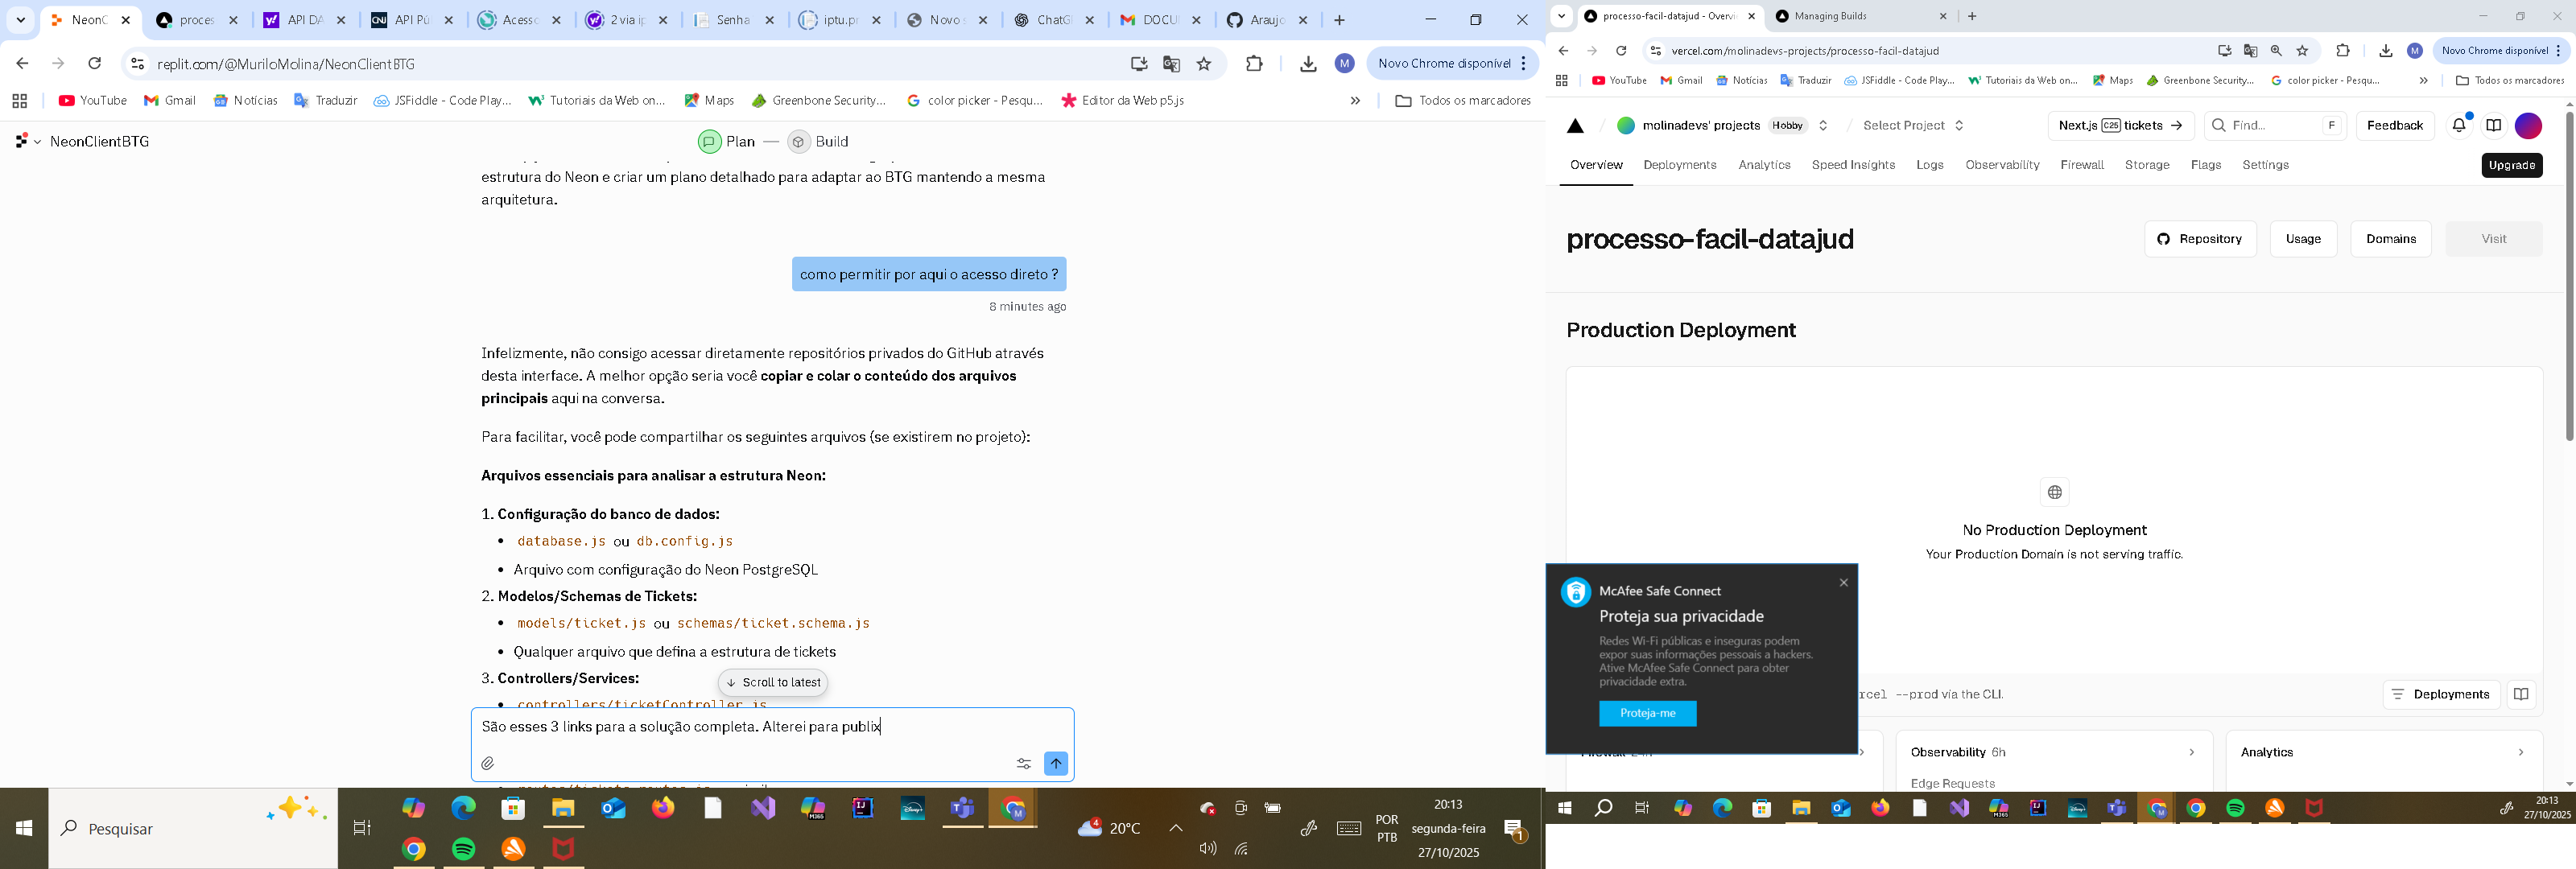 NeonC
proces
API DA
API Pú
Acess
2 via ip
Senha
iptu.pr
Novo s
ChatG
DOCU
Araujo
replit.com/@MuriloMolina/NeonClientBTG
M
Novo Chrome disponível
YouTube
Gmail
Notícias
Traduzir
JSFiddle - Code Play...
Tutoriais da Web on...
Maps
Greenbone Security...
color picker - Pesqu...
Editor da Web p5.js
Todos os marcadores
NeonClientBTG
Plan
Build
estrutura do Neon e criar um plano detalhado para adaptar ao BTG mantendo a mesma
arquitetura.
como permitir por aqui o acesso direto ?
8 minutes ago
Infelizmente, não consigo acessar diretamente repositórios privados do GitHub através
desta interface. A melhor opção seria você copiar e colar o conteúdo dos arquivos
principais aqui na conversa.
Para facilitar, você pode compartilhar os seguintes arquivos (se existirem no projeto):
Arquivos essenciais para analisar a estrutura Neon:
1. Configuração do banco de dados:
• database.js ou db.config.js
• Arquivo com configuração do Neon PostgreSQL
2. Modelos/Schemas de Tickets:
• models/ticket.js ou schemas/ticket.schema.js
• Qualquer arquivo que defina a estrutura de tickets
3. Controllers/Services:
Scroll to latest
controllers/ticketController.js
São esses 3 links para a solução completa. Alterei para publix
Pesquisar
4
20°C
POR
PTB
20:13
segunda-feira
27/10/2025
1
processo-facil-datajud - Overvi
Managing Builds
vercel.com/molinadevs-projects/processo-facil-datajud
M
Novo Chrome disponível
YouTube
Gmail
Notícias
Traduzir
JSFiddle - Code Play...
Tutoriais da Web on...
Maps
Greenbone Security...
color picker - Pesqu...
Todos os marcadores
molinadevs' projects
Hobby
Select Project
Next.js C25 tickets →
Find...
F
Feedback
Overview
Deployments
Analytics
Speed Insights
Logs
Observability
Firewall
Storage
Flags
Settings
Upgrade
processo-facil-datajud
Repository
Usage
Domains
Visit
Production Deployment
No Production Deployment
Your Production Domain is not serving traffic.
McAfee Safe Connect
Proteja sua privacidade
Redes Wi-Fi públicas e inseguras podem
expor suas informações pessoais a hackers.
Ative McAfee Safe Connect para obter
privacidade extra.
Proteja-me
rcel --prod via the CLI.
Deployments
Observability 6h
Edge Requests
Analytics
20:13
27/10/2025